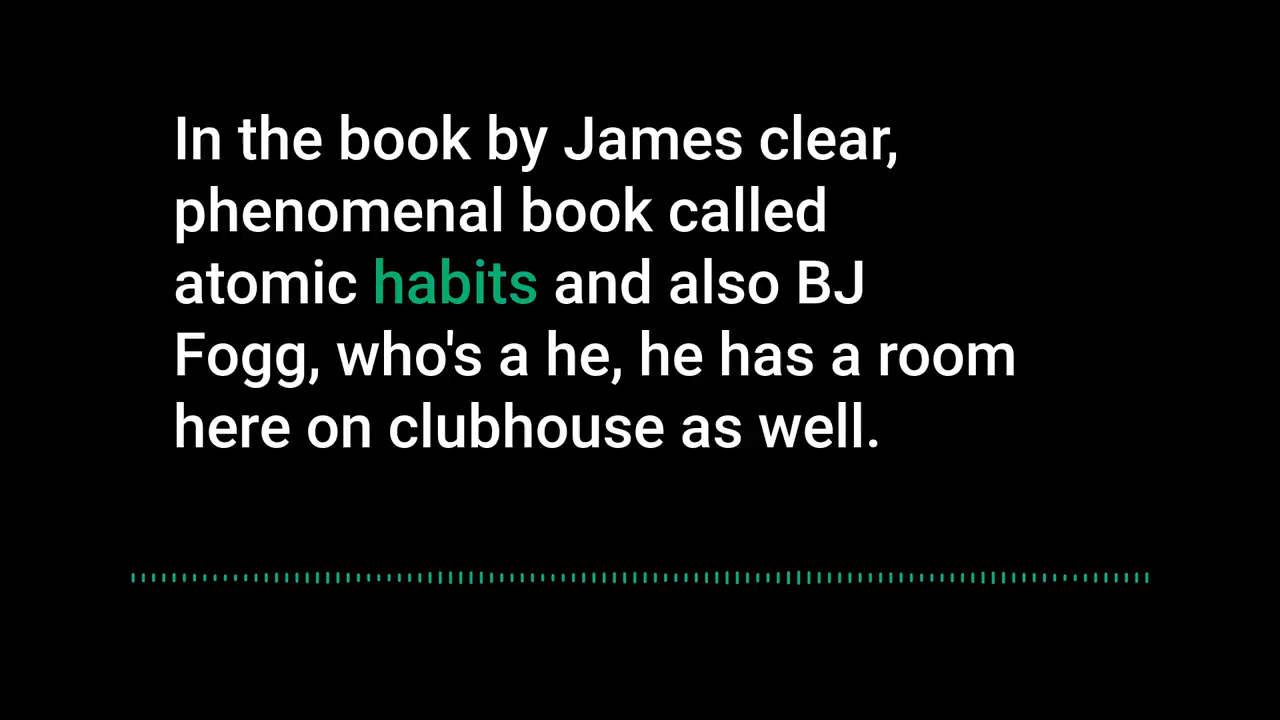 In the book by James clear,
phenomenal book called
atomic habits and also BJ
Fogg, who's a he, he has a room
here on clubhouse as well.